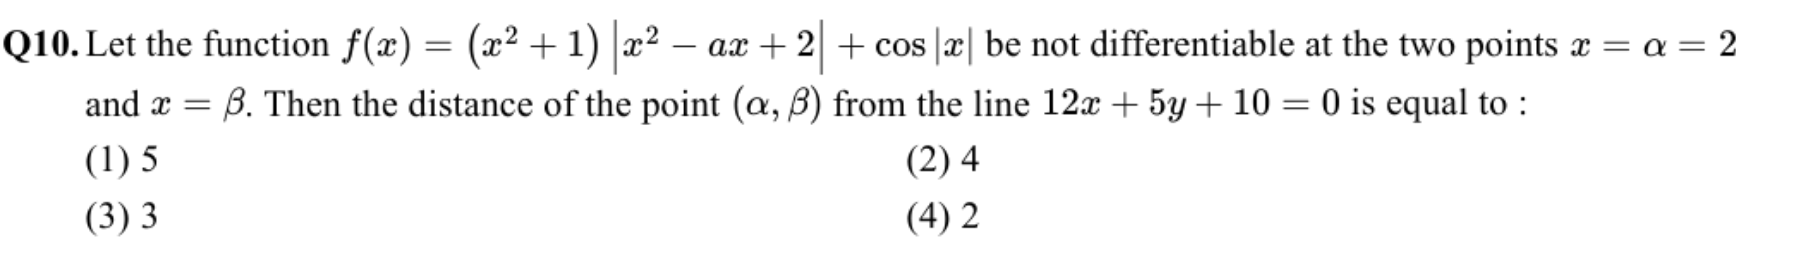 Q10. Let the function f(x) = (x² + 1) |x² − ax + 2| + cos |x| be not differentiable at the two points x = α = 2
and x = β. Then the distance of the point (α, β) from the line 12x + 5y + 10 = 0 is equal to :
(1) 5 (2) 4
(3) 3 (4) 2